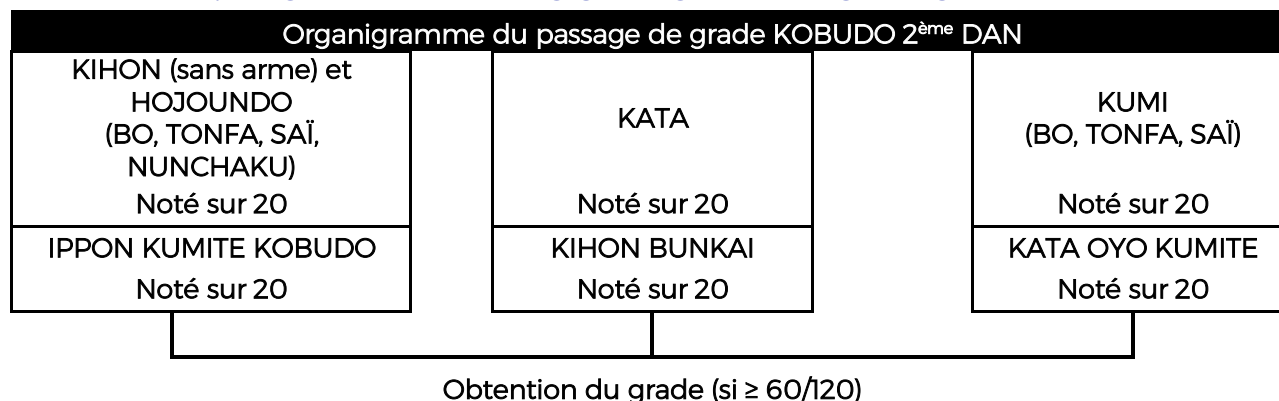 Organigramme du passage de grade KOBUDO 2ème DAN
KIHON (sans arme) et
HOJOUNDO
(BO, TONFA, SAÏ,
NUNCHAKU)
Noté sur 20
IPPON KUMITE KOBUDO
Noté sur 20
KATA
Noté sur 20
KIHON BUNKAI
Noté sur 20
KUMI
(BO, TONFA, SAÏ)
Noté sur 20
KATA OYO KUMITE
Noté sur 20
Obtention du grade (si ≥ 60/120)